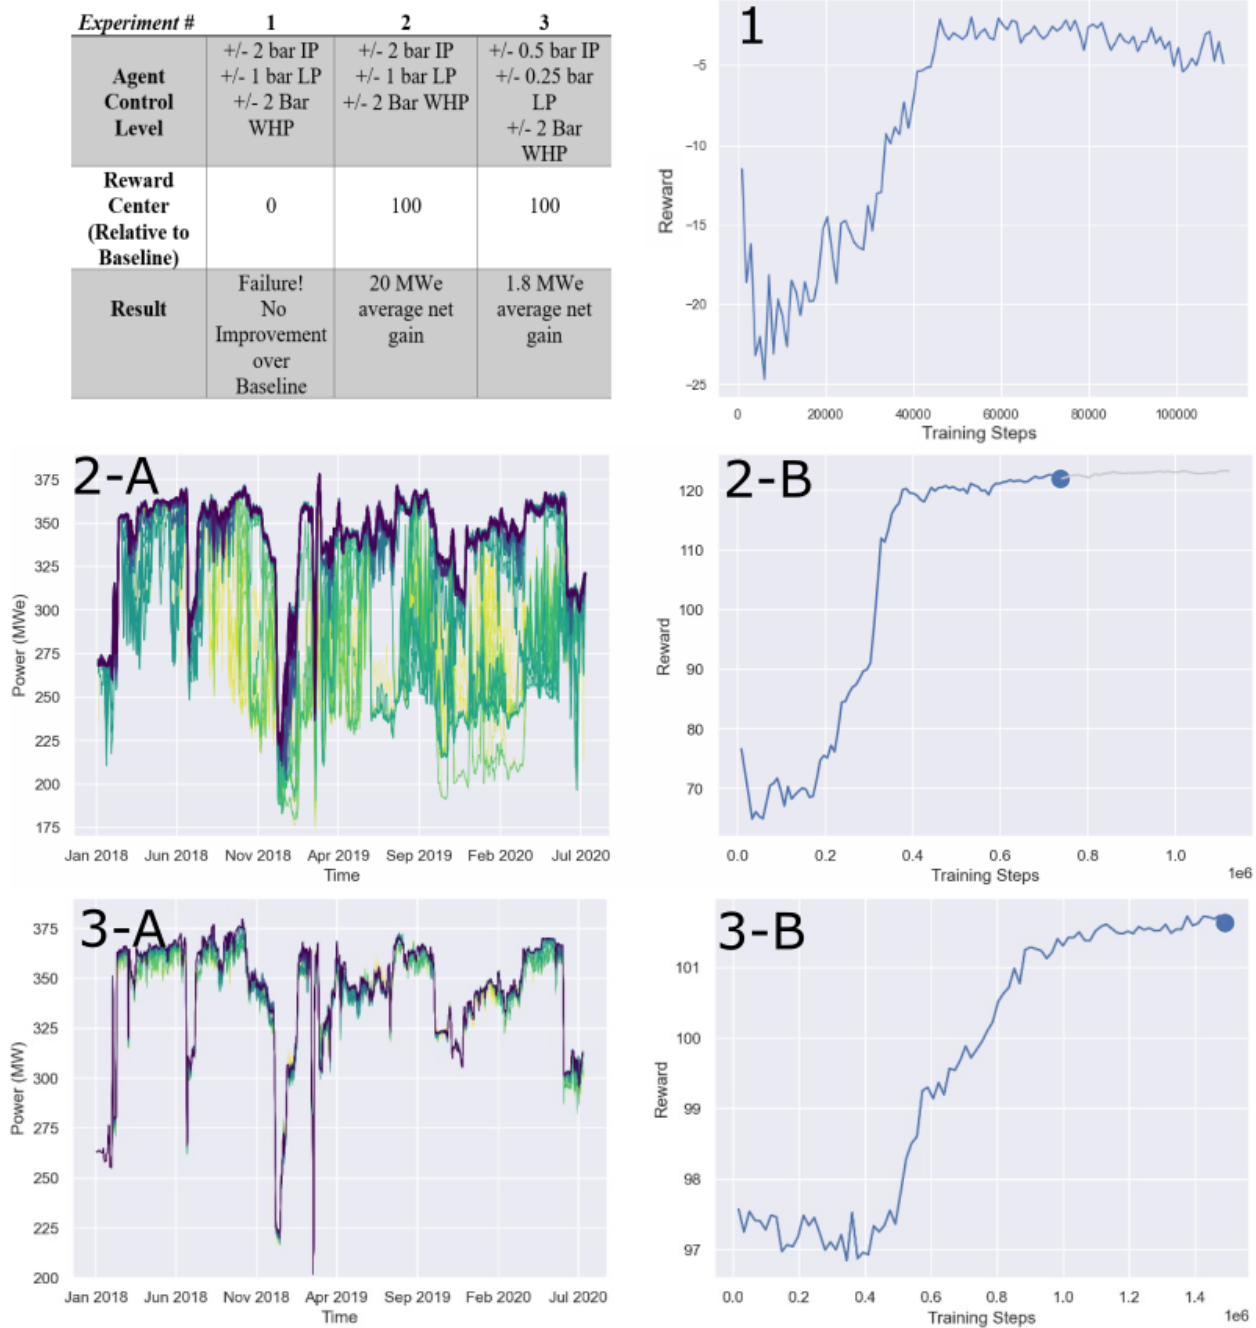 Experiment # 1 2 3
Agent Control Level
+/- 2 bar IP
+/- 1 bar LP
+/- 2 Bar
WHP
+/- 2 bar IP
+/- 1 bar LP
+/- 2 Bar WHP
+/- 0.5 bar IP
+/- 0.25 bar
LP
+/- 2 Bar
WHP
Reward
Center
(Relative to
Baseline)
0
100
100
Result
Failure!
No
Improvement
over
Baseline
20 MWe
average net
gain
1.8 MWe
average net
gain
1
Reward
−5
−10
−15
−20
−25
0 20000 40000 60000 80000 100000
Training Steps
2-A
Power (MWe)
375
350
325
300
275
250
225
200
175
Jan 2018 Jun 2018 Nov 2018 Apr 2019 Sep 2019 Feb 2020 Jul 2020
Time
2-B
Reward
120
110
100
90
80
70
0.0 0.2 0.4 0.6 0.8 1.0
Training Steps
1e6
3-A
Power (MW)
375
350
325
300
275
250
225
200
Jan 2018 Jun 2018 Nov 2018 Apr 2019 Sep 2019 Feb 2020 Jul 2020
Time
3-B
Reward
101
100
99
98
97
0.0 0.2 0.4 0.6 0.8 1.0 1.2 1.4
Training Steps
1e6